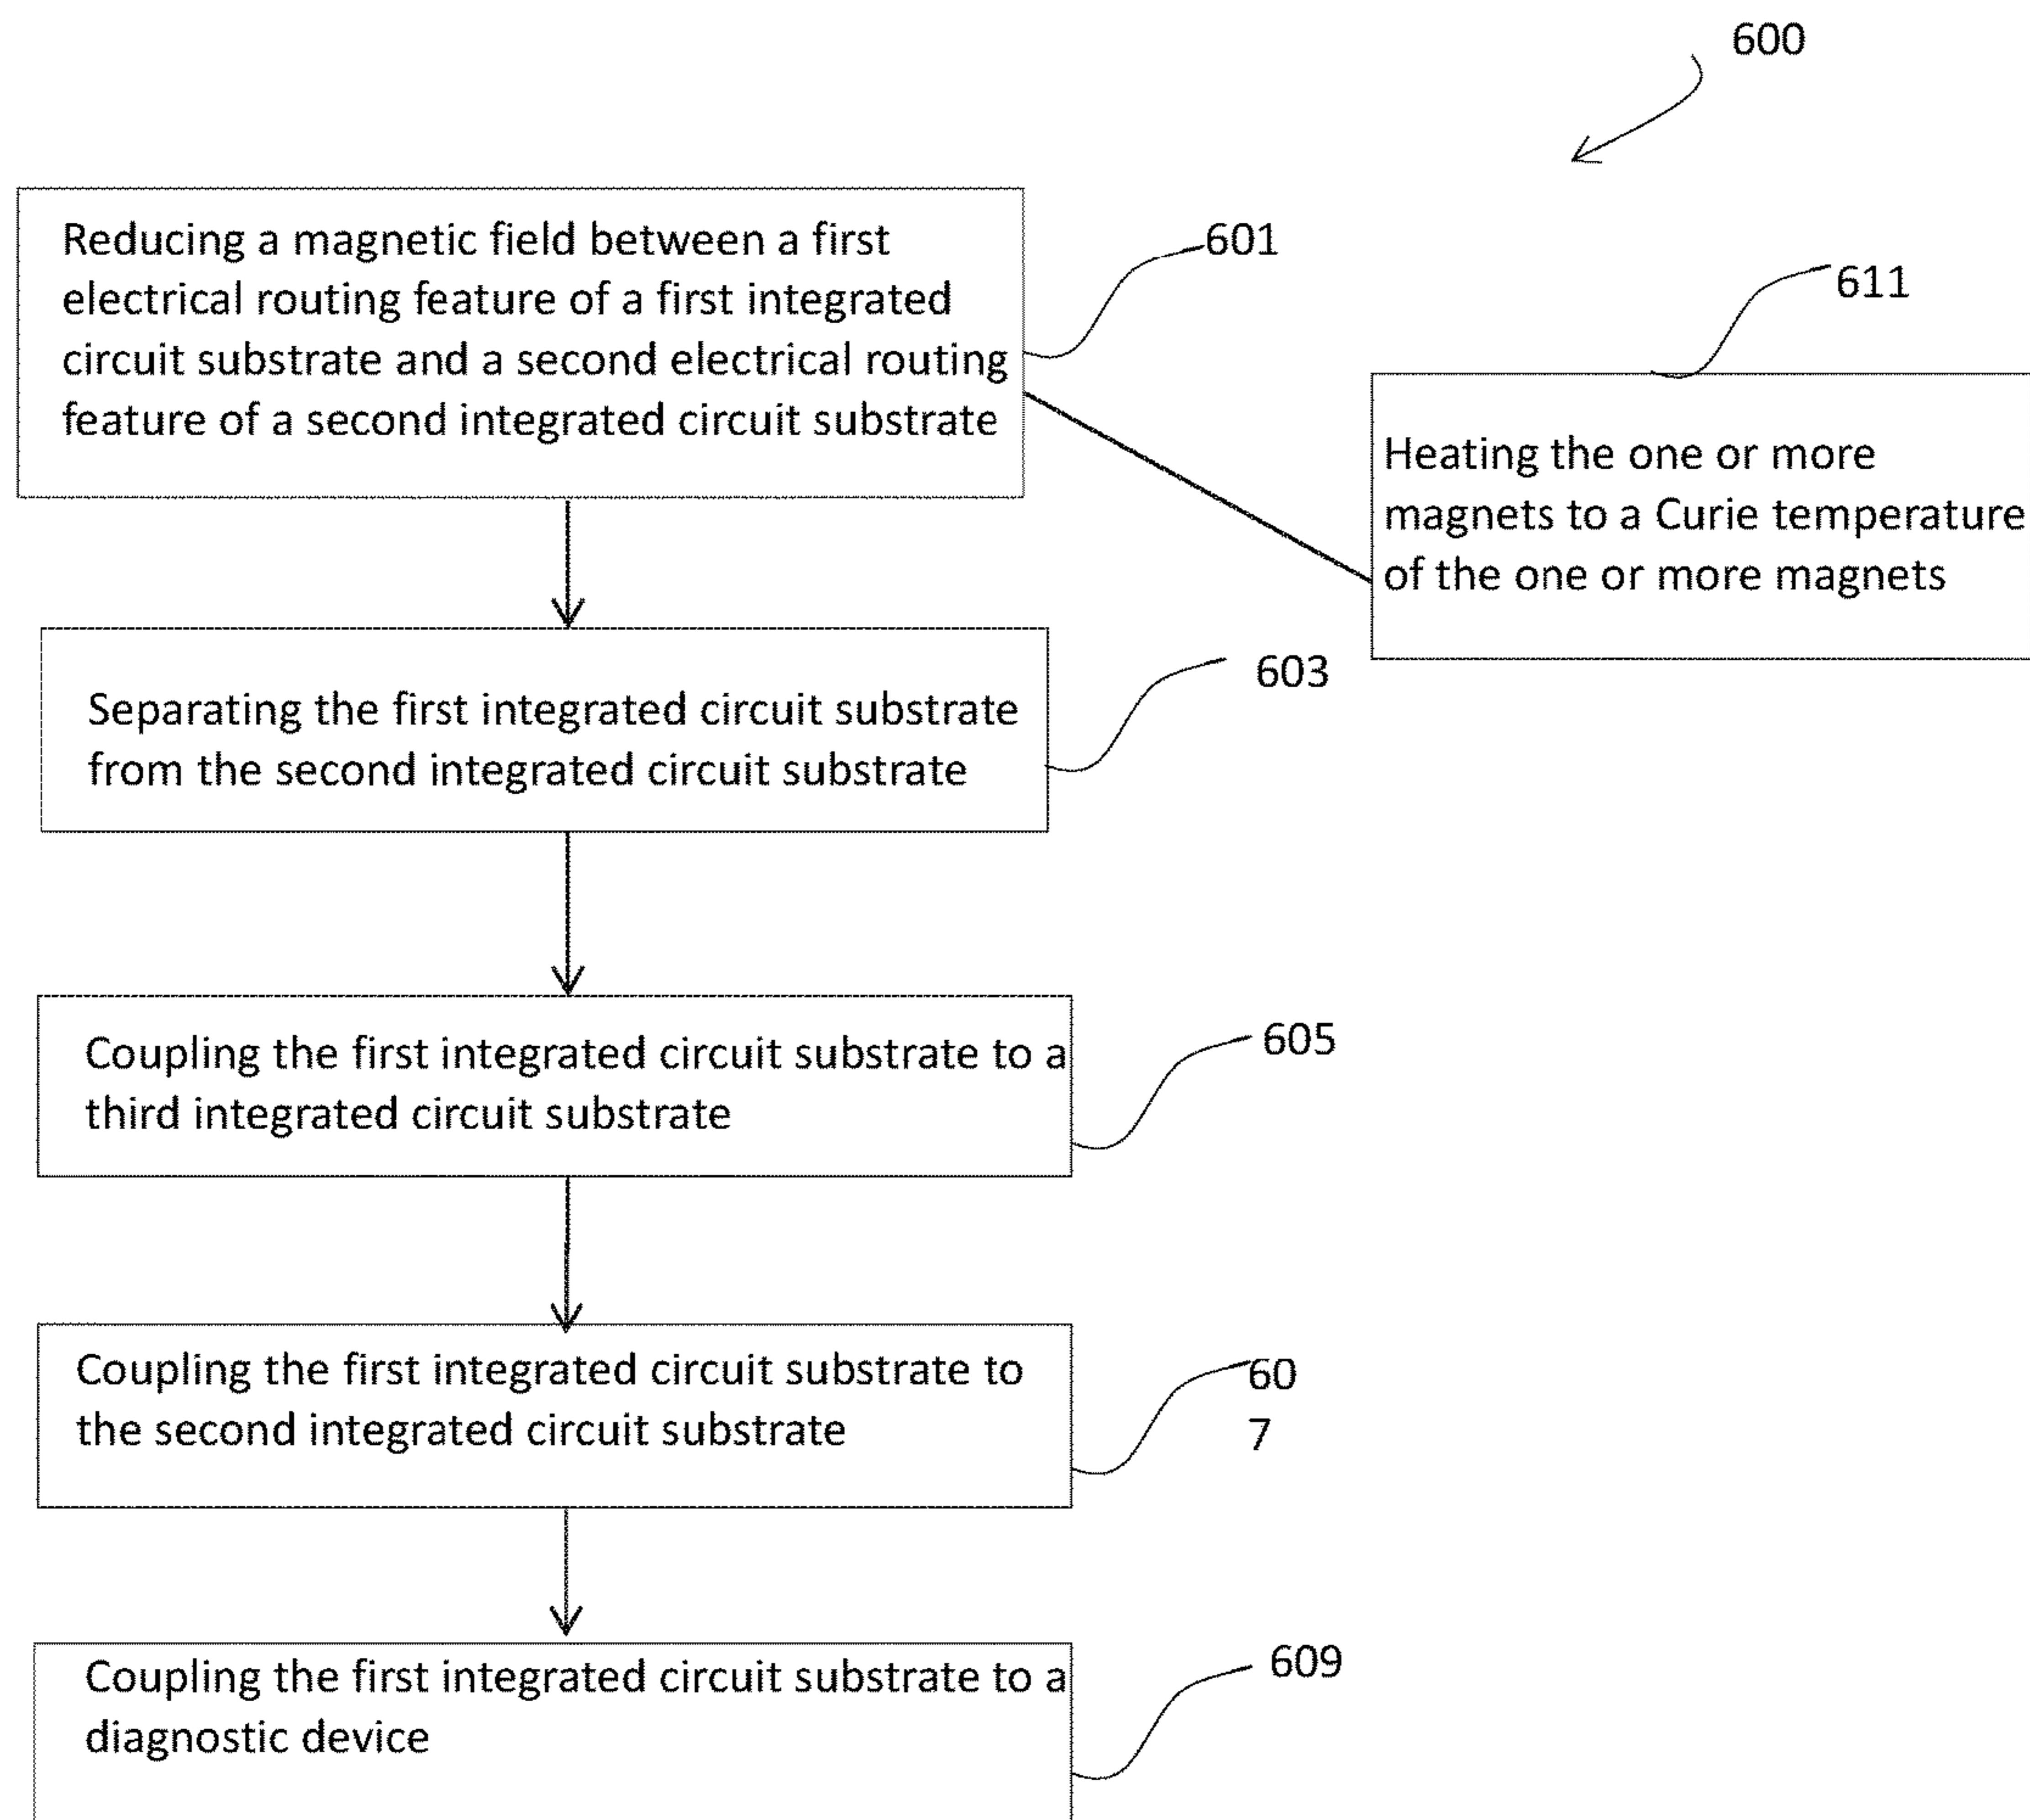 600
Reducing a magnetic field between a first
electrical routing feature of a first integrated
circuit substrate and a second electrical routing
feature of a second integrated circuit substrate
601
611
Heating the one or more
magnets to a Curie temperature
of the one or more magnets
Separating the first integrated circuit substrate
from the second integrated circuit substrate
603
Coupling the first integrated circuit substrate to a
third integrated circuit substrate
605
Coupling the first integrated circuit substrate to
the second integrated circuit substrate
60
7
Coupling the first integrated circuit substrate to a
diagnostic device
609